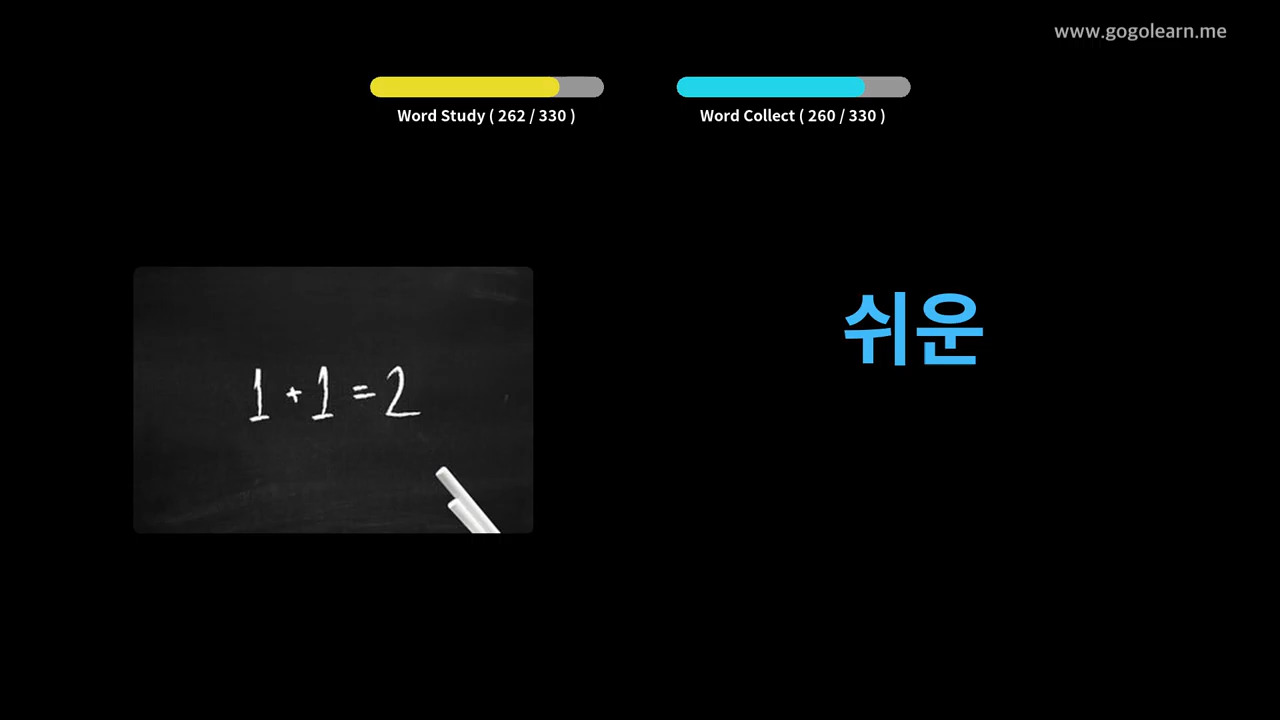 www.gogolearn.me
Word Study ( 262 / 330 )
Word Collect ( 260 / 330 )
쉬운
1 + 1 = 2